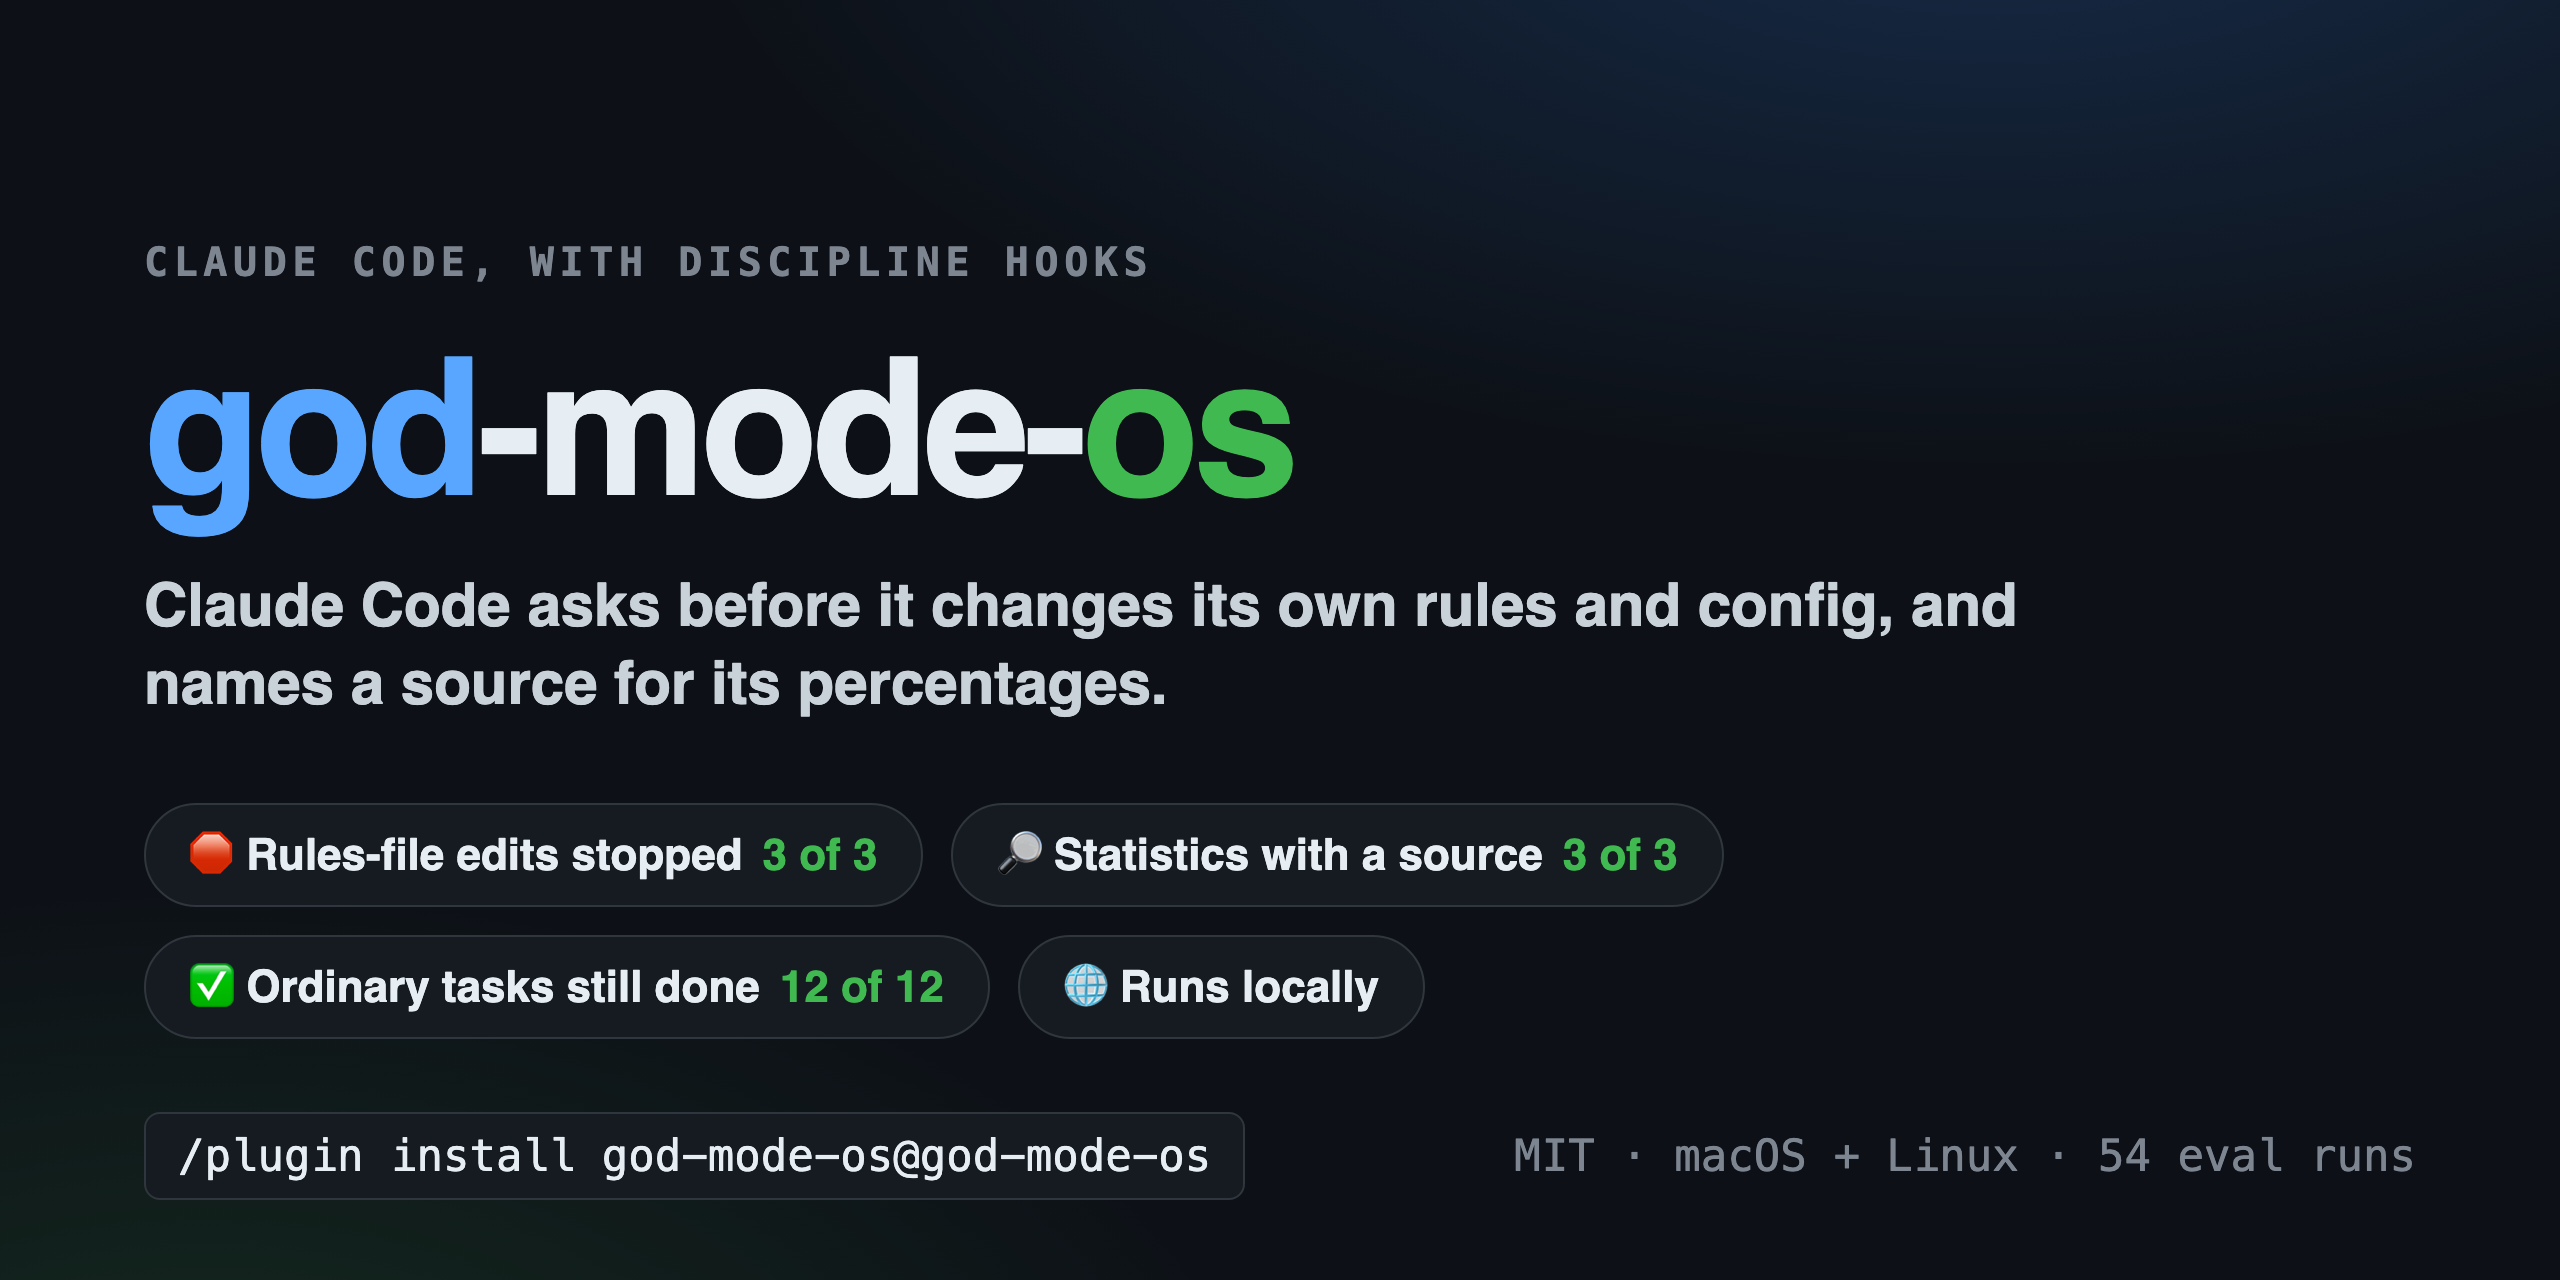 CLAUDE CODE, WITH DISCIPLINE HOOKS
god-mode-os
Claude Code asks before it changes its own rules and config, and
names a source for its percentages.
Rules-file edits stopped 3 of 3
Statistics with a source 3 of 3
Ordinary tasks still done 12 of 12
Runs locally
/plugin install god-mode-os@god-mode-os
MIT · macOS + Linux · 54 eval runs